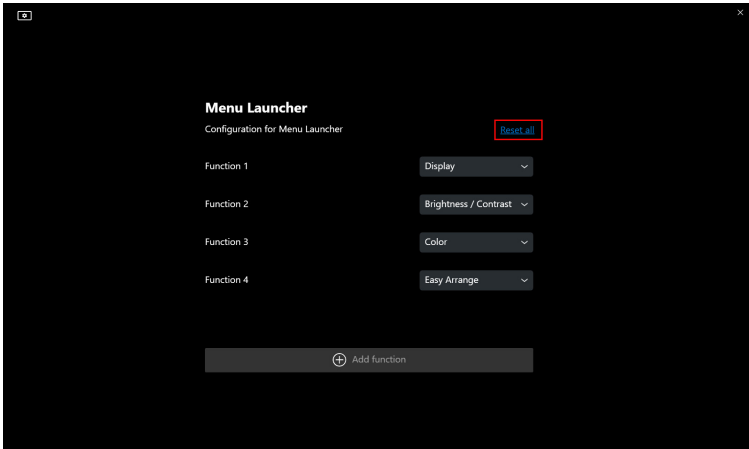 Menu Launcher
Configuration for Menu Launcher
Reset all
Function 1
Display
Function 2
Brightness / Contrast
Function 3
Color
Function 4
Easy Arrange
Add function